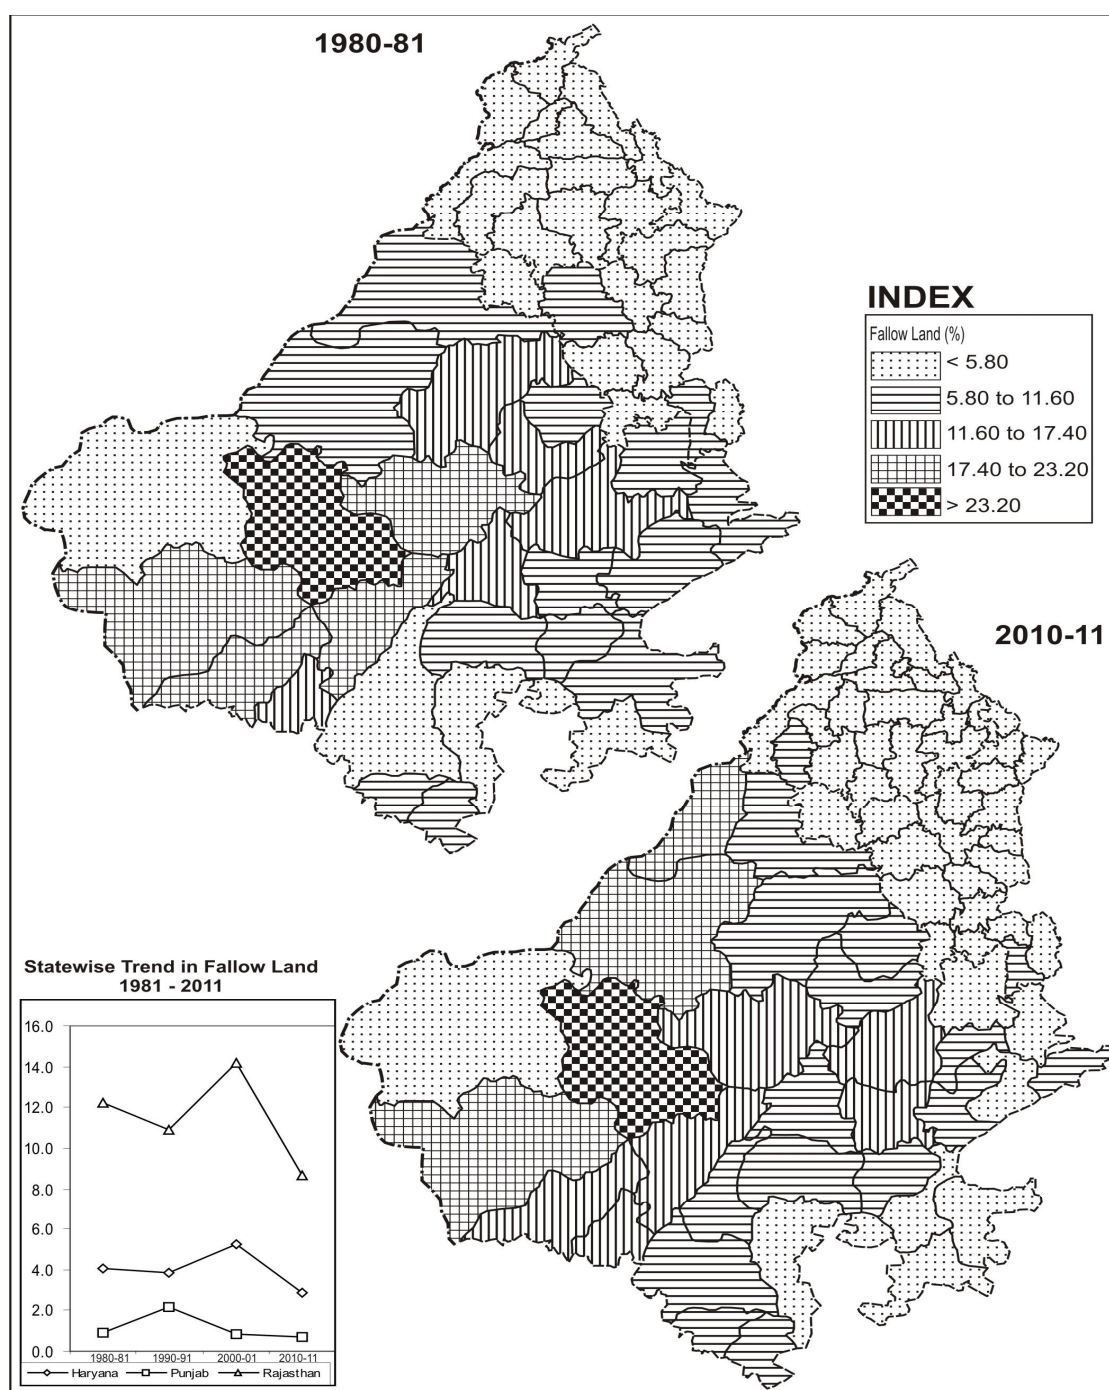 1980-81
INDEX
Fallow Land (%)
< 5.80
5.80 to 11.60
11.60 to 17.40
17.40 to 23.20
> 23.20
2010-11
Statewise Trend in Fallow Land
1981 - 2011
16.0
14.0
12.0
10.0
8.0
6.0
4.0
2.0
0.0
1980-81 1990-91 2000-01 2010-11
Haryana Punjab Rajasthan